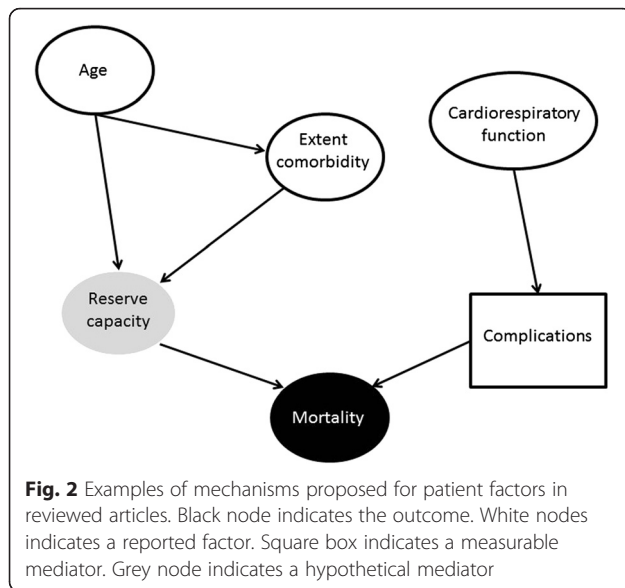 Age
Extent
comorbidity
Cardiorespiratory
function
Reserve
capacity
Complications
Mortality
Fig. 2 Examples of mechanisms proposed for patient factors in
reviewed articles. Black node indicates the outcome. White nodes
indicates a reported factor. Square box indicates a measurable
mediator. Grey node indicates a hypothetical mediator